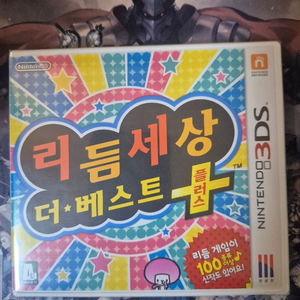 Nintendo
리듬세상
더★베스트
플러스
TM
리듬 게임이
100종류 이상♪
신작도 있어요!
NINTENDO 3DS